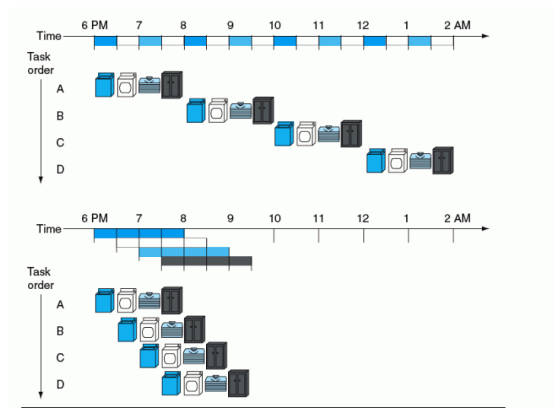 6 PM 7 8 9 10 11 12 1 2 AM
Time
Task
order
A
B
C
D
6 PM 7 8 9 10 11 12 1 2 AM
Time
Task
order
A
B
C
D